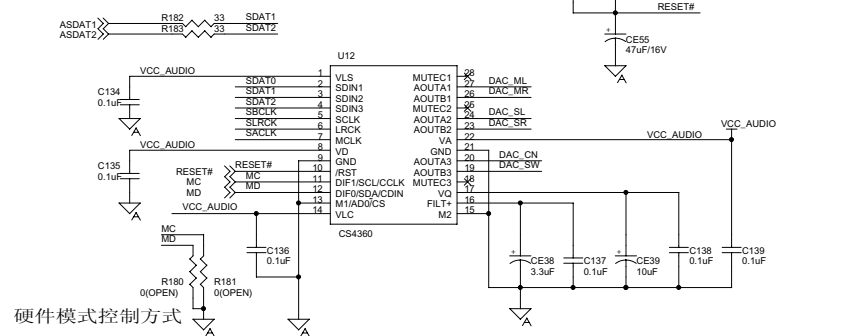 RESET#
CE55
47uF/16V
ASDAT1 R182 33 SDAT1
ASDAT2 R183 33 SDAT2
U12
CS4360
VCC_AUDIO 1 VLS
SDAT0 2 SDIN1
SDAT1 3 SDIN2
SDAT2 4 SDIN3
SBCLK 5 SCLK
SLRCK 6 LRCK
SACLK 7 MCLK
VCC_AUDIO 8 VD
9 GND
RESET# RESET# 10 /RST
MC MC 11 DIF1/SCL/CCLK
MD MD 12 DIF0/SDA/CDIN
13 M1/AD0/CS
VCC_AUDIO 14 VLC
MUTEC1 28
AOUTA1 27 DAC_ML
AOUTB1 26 DAC_MR
MUTEC2 25
AOUTA2 24 DAC_SL
AOUTB2 23 DAC_SR
VA 22 VCC_AUDIO VCC_AUDIO
GND 21
AOUTA3 20 DAC_CN
AOUTB3 19 DAC_SW
MUTEC3 18
VQ 17
FILT+ 16
M2 15
C134
0.1uF
C135
0.1uF
C136
0.1uF
CE38
3.3uF
C137
0.1uF
CE39
10uF
C138
0.1uF
C139
0.1uF
MC
MD
R180
0(OPEN)
R181
0(OPEN)
硬件模式控制方式
A
A
A
A
A
A